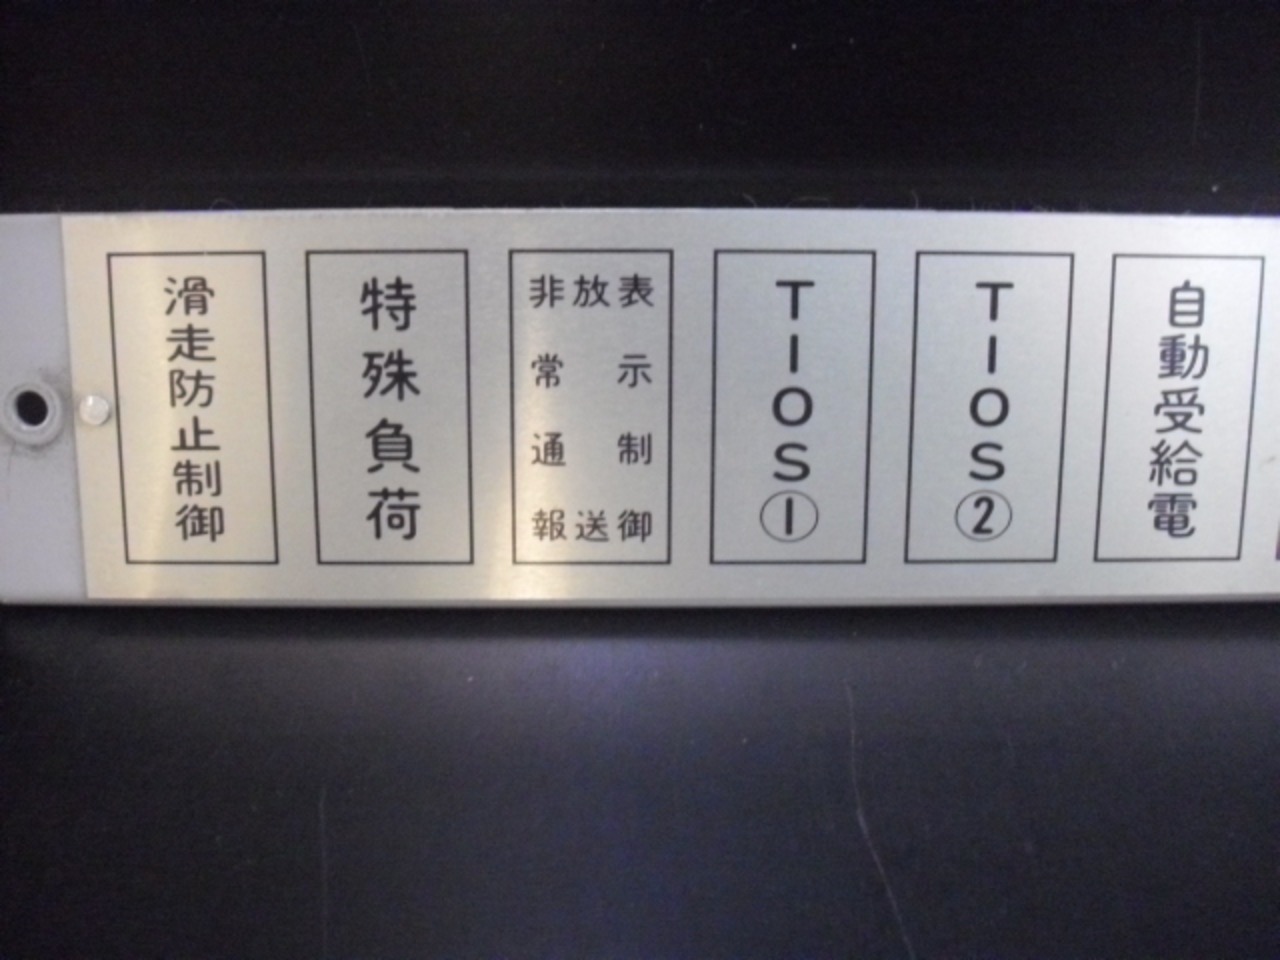 滑走防止制御
特殊負荷
表示制御
放送
非常通報
TIOS①
TIOS②
自動受給電